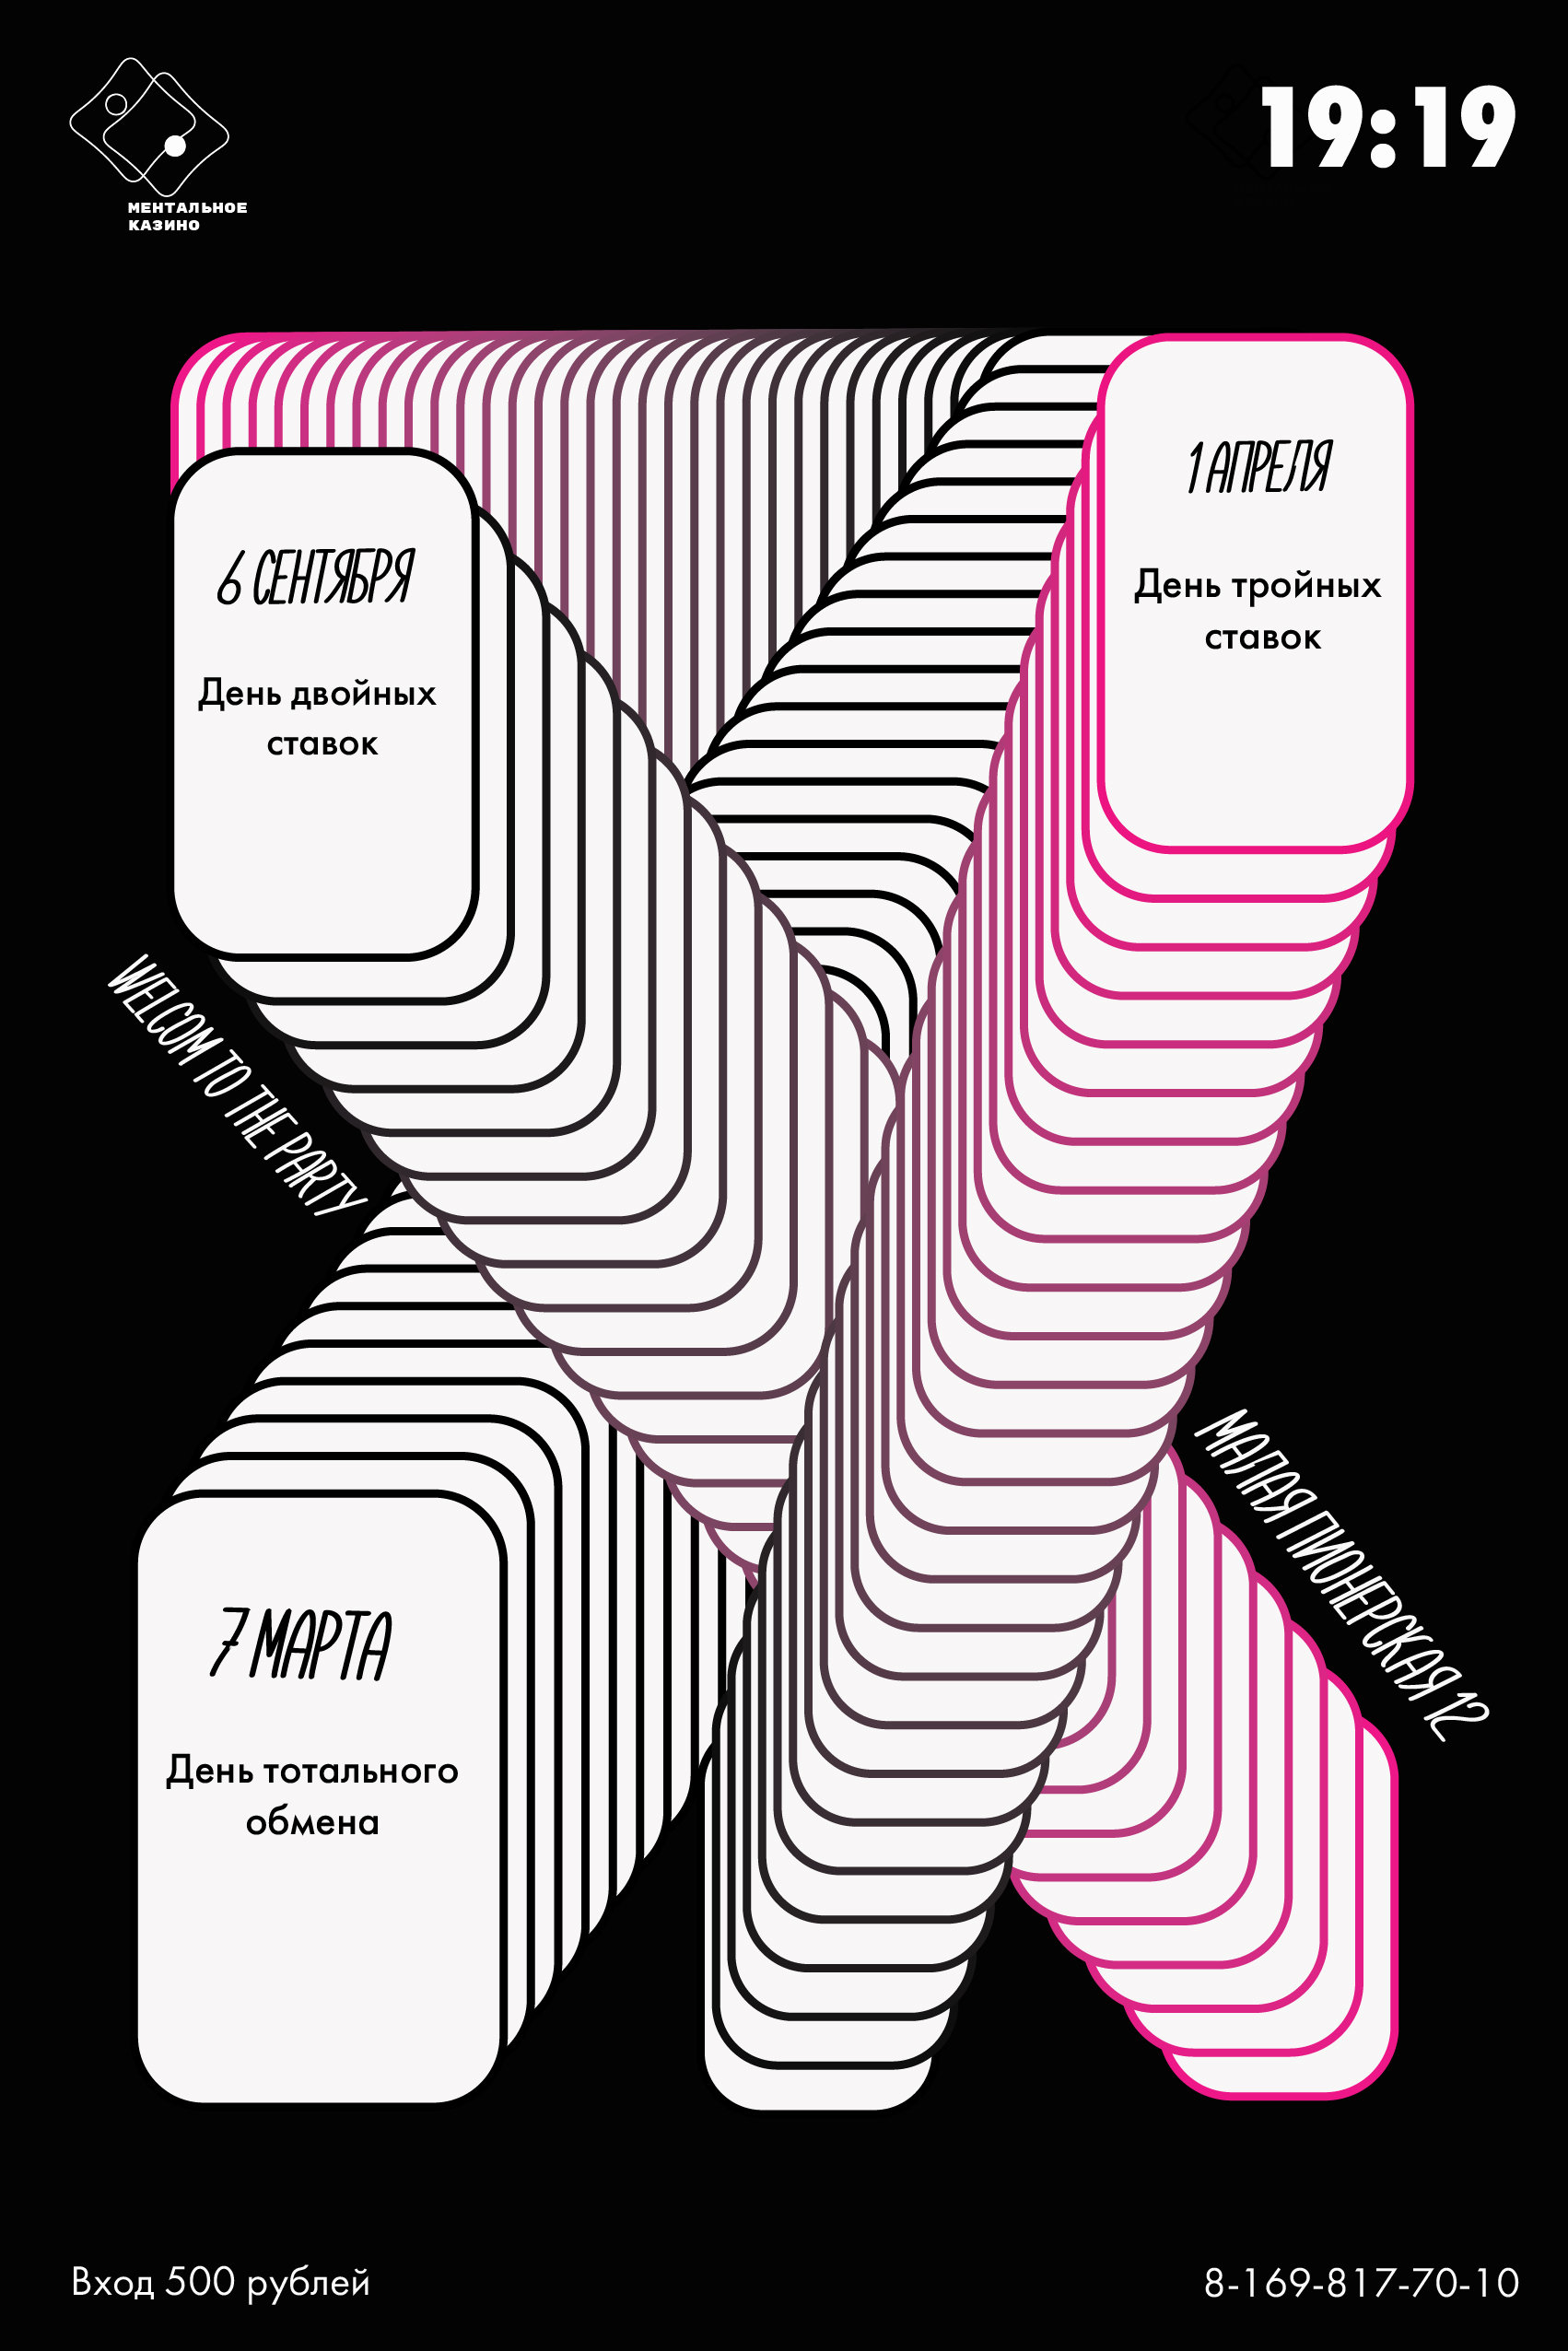 МЕНТАЛЬНОЕ
КАЗИНО
19:19
1 АПРЕЛЯ
День тройных
ставок
6 СЕНТЯБРЯ
День двойных
ставок
WELCOM TO THE PARTY
МАЛАЯ ПИОНЕРСКАЯ 12
7 МАРТА
День тотального
обмена
Вход 500 рублей
8-169-817-70-10